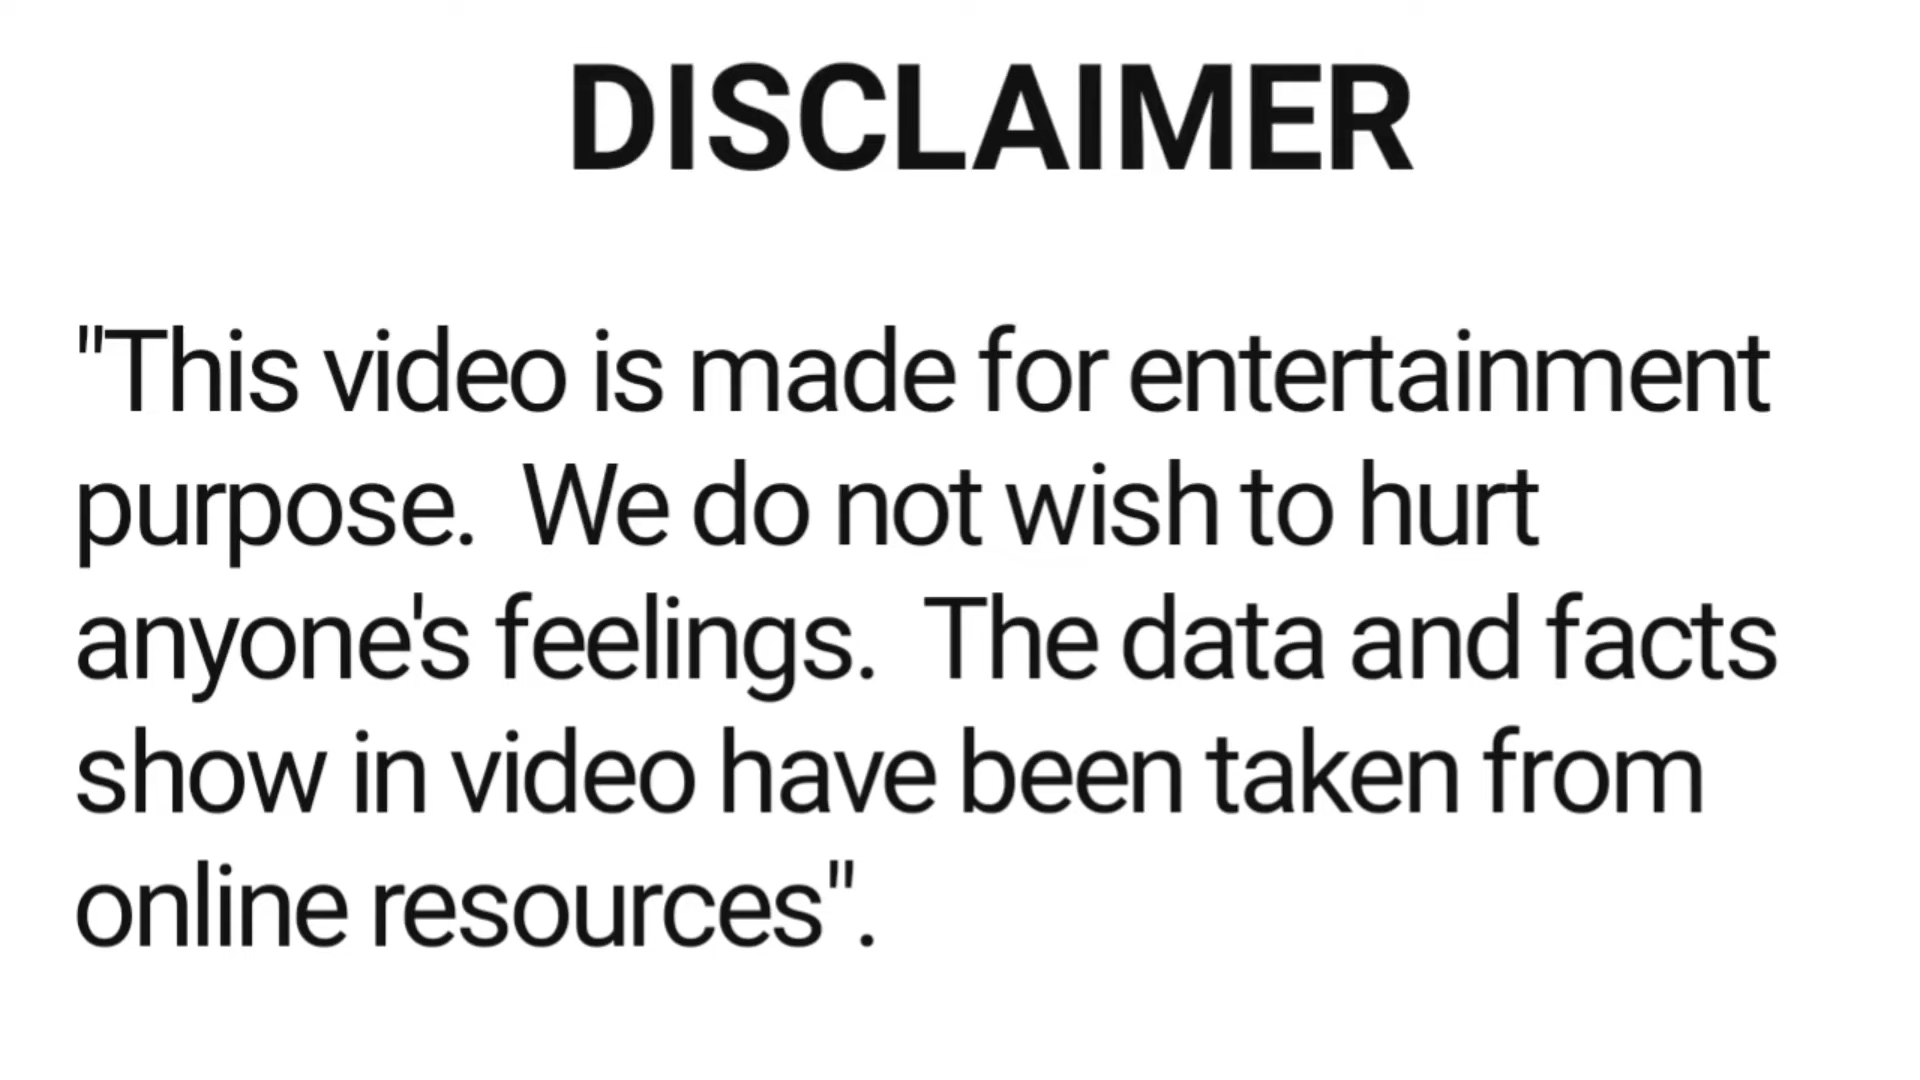 DISCLAIMER
"This video is made for entertainment
purpose.  We do not wish to hurt
anyone's feelings.  The data and facts
show in video have been taken from
online resources".